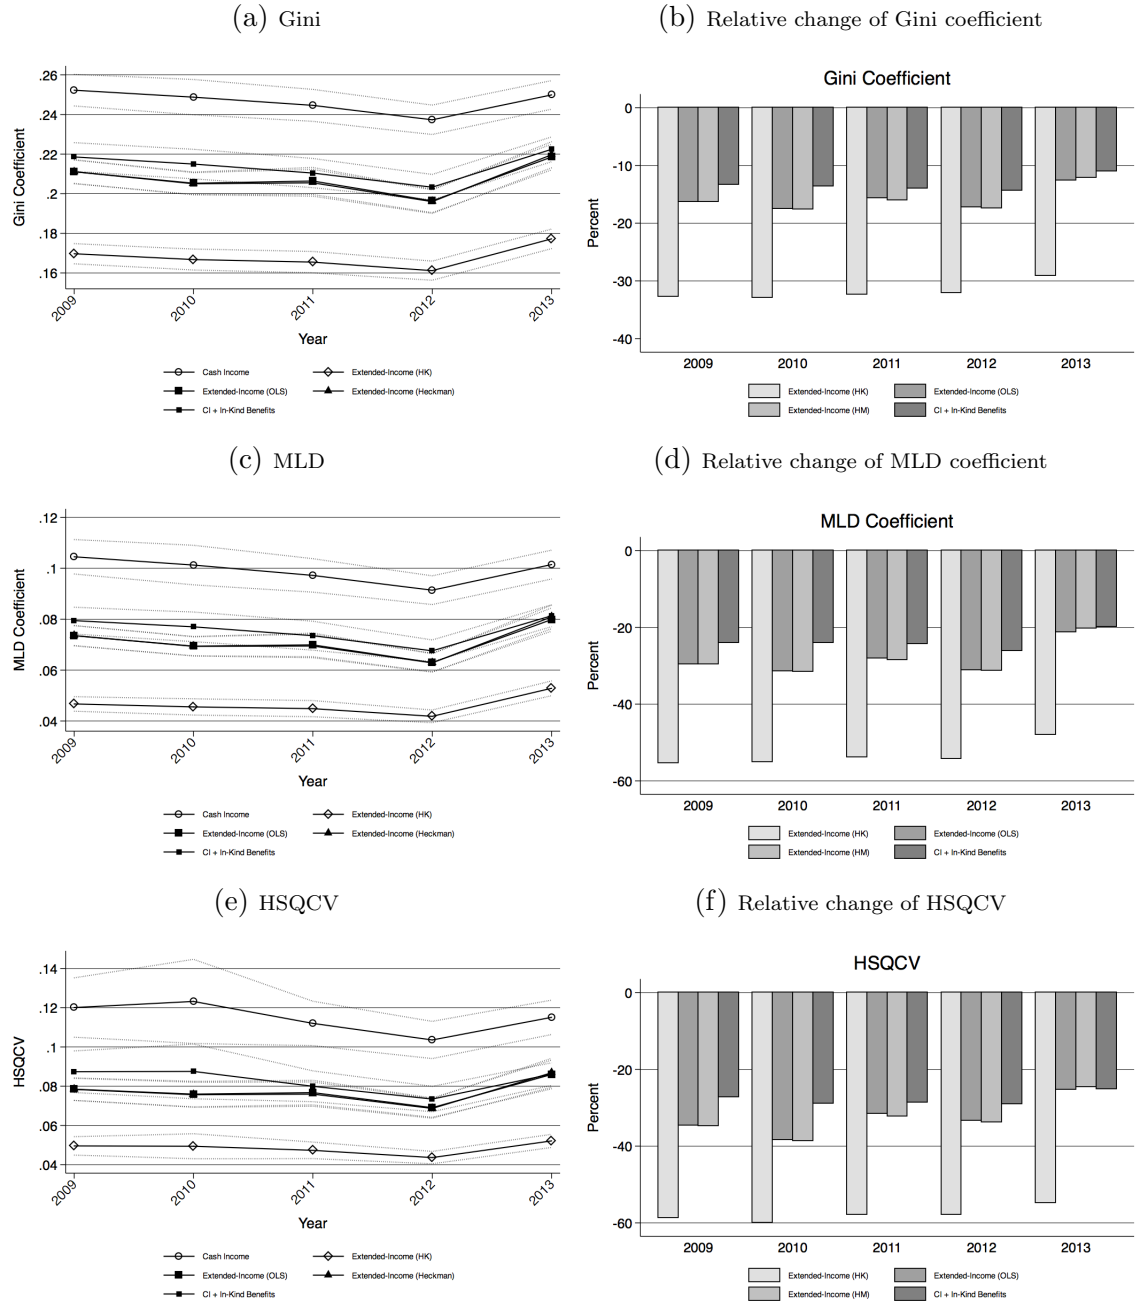 (a) Gini
(b) Relative change of Gini coefficient
.26
.24
.22
.2
.18
.16
Gini Coefficient
2009
2010
2011
2012
2013
Year
Cash Income
Extended-Income (HK)
Extended-Income (OLS)
Extended-Income (Heckman)
CI + In-Kind Benefits
Gini Coefficient
0
-10
-20
-30
-40
Percent
2009 2010 2011 2012 2013
Extended-Income (HK)
Extended-Income (OLS)
Extended-Income (HM)
CI + In-Kind Benefits
(c) MLD
(d) Relative change of MLD coefficient
.12
.1
.08
.06
.04
MLD Coefficient
2009
2010
2011
2012
2013
Year
Cash Income
Extended-Income (HK)
Extended-Income (OLS)
Extended-Income (Heckman)
CI + In-Kind Benefits
MLD Coefficient
0
-20
-40
-60
Percent
2009 2010 2011 2012 2013
Extended-Income (HK)
Extended-Income (OLS)
Extended-Income (HM)
CI + In-Kind Benefits
(e) HSQCV
(f) Relative change of HSQCV
.14
.12
.1
.08
.06
.04
HSQCV
2009
2010
2011
2012
2013
Year
Cash Income
Extended-Income (HK)
Extended-Income (OLS)
Extended-Income (Heckman)
CI + In-Kind Benefits
HSQCV
0
-20
-40
-60
Percent
2009 2010 2011 2012 2013
Extended-Income (HK)
Extended-Income (OLS)
Extended-Income (HM)
CI + In-Kind Benefits